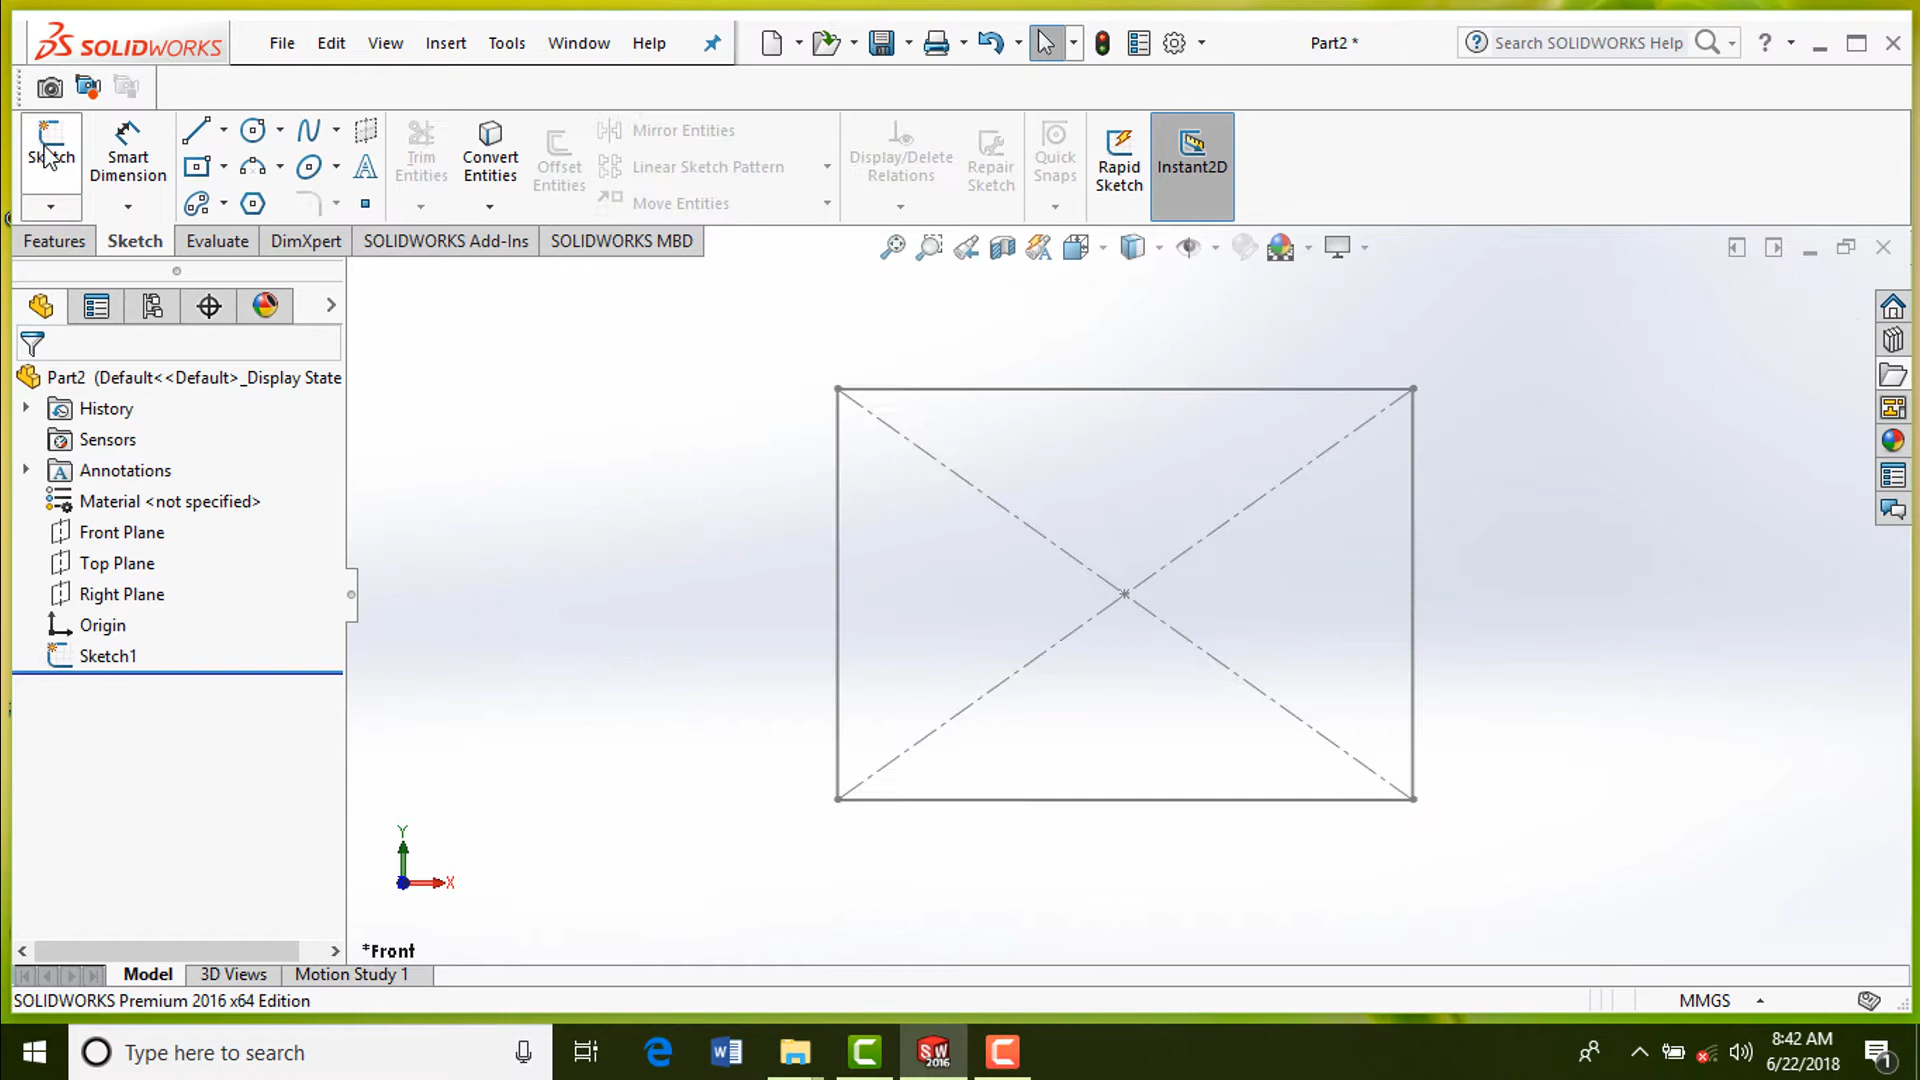 SOLIDWORKS File Edit View Insert Tools Window Help Part2 * Search SOLIDWORKS Help ?
Sketch Smart Dimension Trim Entities Convert Entities Offset Entities Mirror Entities Linear Sketch Pattern Move Entities Display/Delete Relations Repair Sketch Quick Snaps Rapid Sketch Instant2D
Features Sketch Evaluate DimXpert SOLIDWORKS Add-Ins SOLIDWORKS MBD
Part2 (Default<<Default>_Display State
History
Sensors
Annotations
Material <not specified>
Front Plane
Top Plane
Right Plane
Origin
Sketch1
Y
X
*Front
Model 3D Views Motion Study 1
SOLIDWORKS Premium 2016 x64 Edition MMGS
Type here to search
SW
2016
8:42 AM
6/22/2018
1